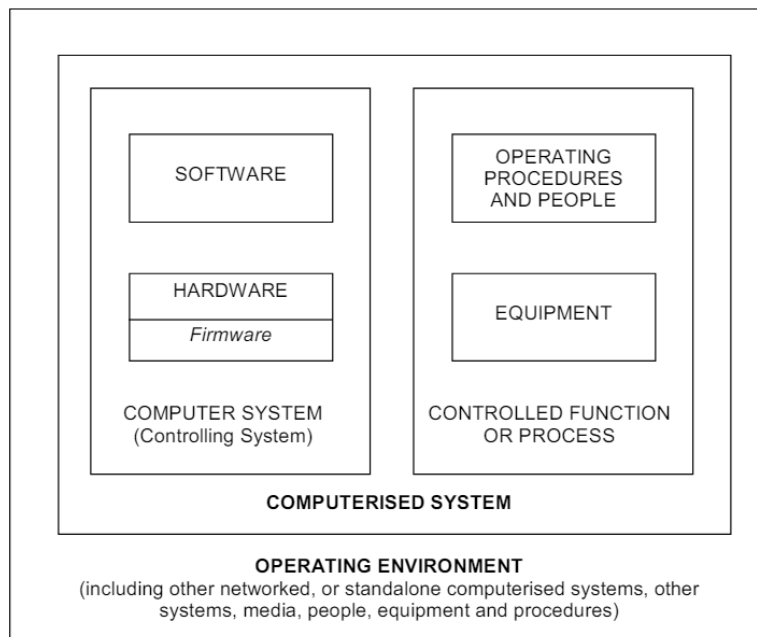 SOFTWARE
HARDWARE
Firmware
COMPUTER SYSTEM
(Controlling System)
OPERATING
PROCEDURES
AND PEOPLE
EQUIPMENT
CONTROLLED FUNCTION
OR PROCESS
COMPUTERISED SYSTEM
OPERATING ENVIRONMENT
(including other networked, or standalone computerised systems, other
systems, media, people, equipment and procedures)